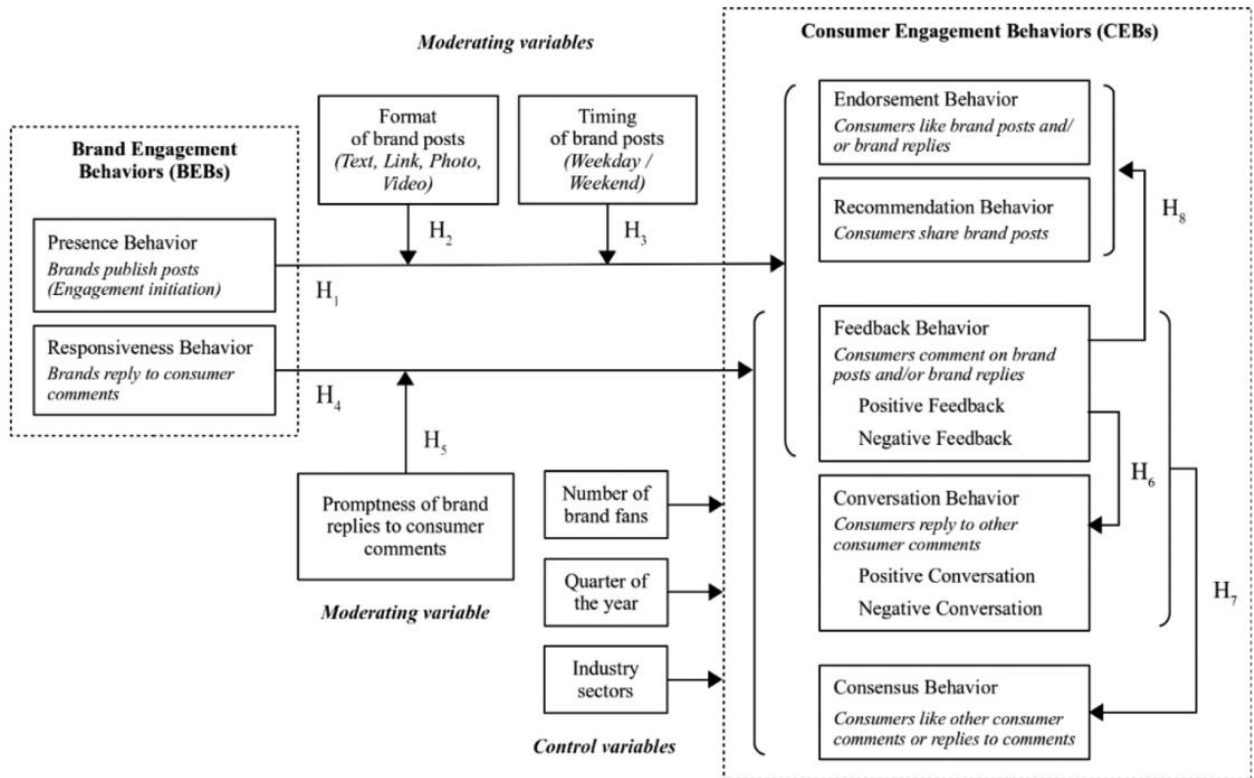 Moderating variables
Consumer Engagement Behaviors (CEBs)
Brand Engagement
Behaviors (BEBs)
Presence Behavior
Brands publish posts
(Engagement initiation)
Responsiveness Behavior
Brands reply to consumer
comments
Format
of brand posts
(Text, Link, Photo,
Video)
Timing
of brand posts
(Weekday /
Weekend)
H2
H3
H1
H4
H5
Promptness of brand
replies to consumer
comments
Moderating variable
Number of
brand fans
Quarter of
the year
Industry
sectors
Control variables
Endorsement Behavior
Consumers like brand posts and/
or brand replies
Recommendation Behavior
Consumers share brand posts
H8
Feedback Behavior
Consumers comment on brand
posts and/or brand replies
Positive Feedback
Negative Feedback
H6
Conversation Behavior
Consumers reply to other
consumer comments
Positive Conversation
Negative Conversation
H7
Consensus Behavior
Consumers like other consumer
comments or replies to comments